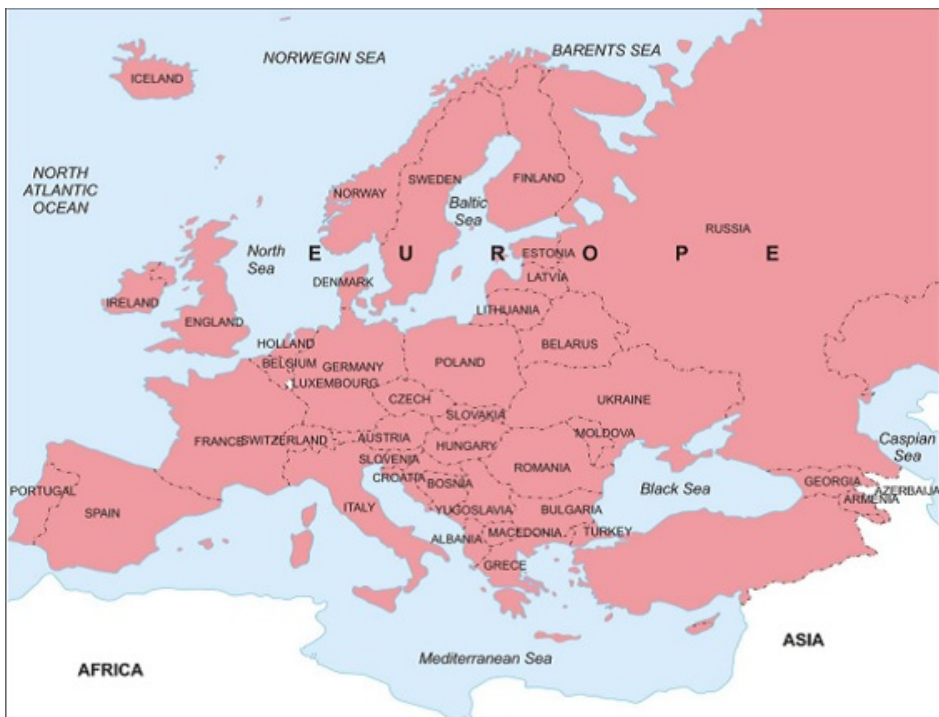 NORWEGIN SEA
BARENTS SEA
ICELAND
NORTH
ATLANTIC
OCEAN
SWEDEN
FINLAND
NORWAY
Baltic
Sea
RUSSIA
North
Sea
EUROPE
ESTONIA
DENMARK
LATVIA
IRELAND
LITHUANIA
ENGLAND
HOLLAND
BELARUS
BELSIUM
GERMANY
POLAND
LUXEMBOURG
CZECH
UKRAINE
SLOVAKIA
MOLDOVA
FRANCE
SWITZERLAND
AUSTRIA
HUNGARY
Caspian
Sea
SLOVENIA
ROMANIA
CROATIA
BOSNIA
GEORGIA
PORTUGAL
Black Sea
AZERBAIJA
ARMENIA
SPAIN
ITALY
YUGOSLAVIA
BULGARIA
TURKEY
ALBANIA
MACEDONIA
GRECE
Mediterranean Sea
ASIA
AFRICA